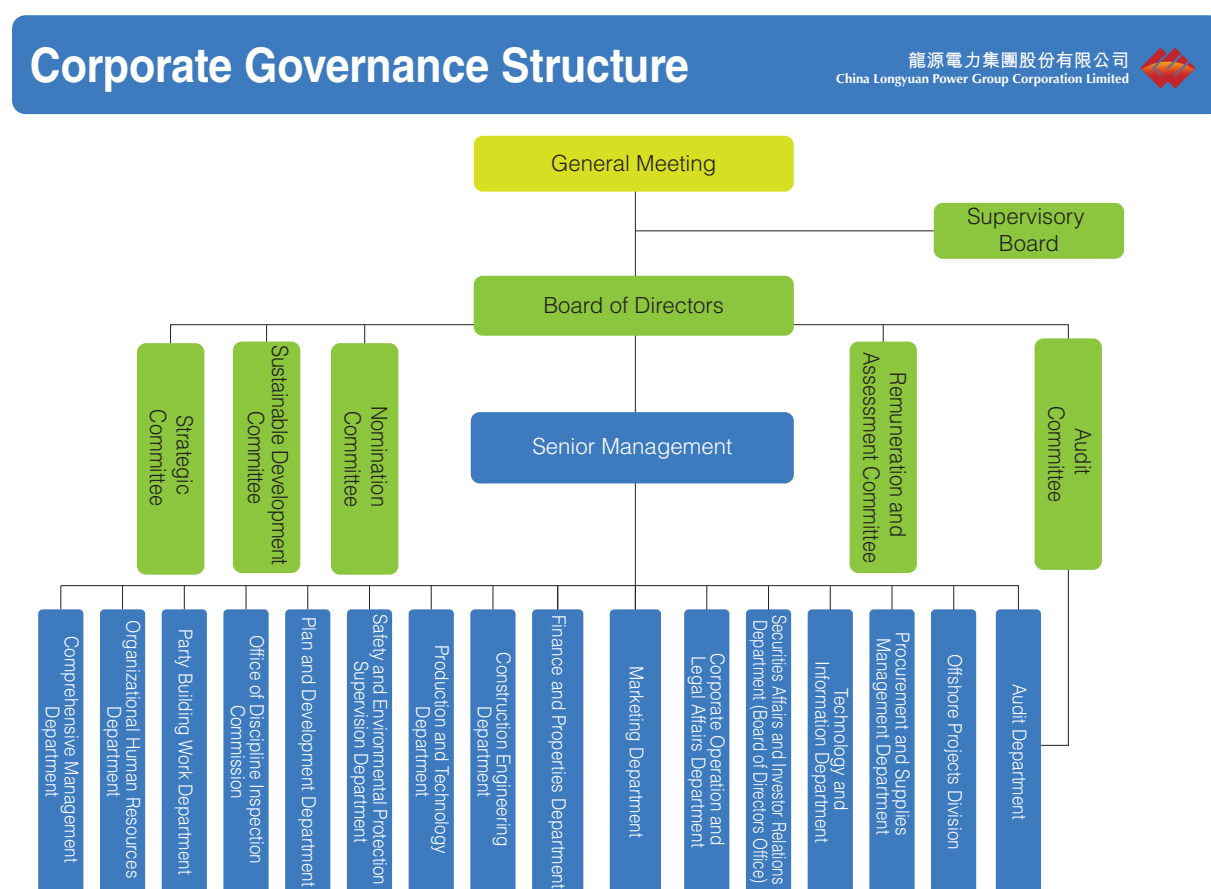 Corporate Governance Structure
龍源電力集團股份有限公司
China Longyuan Power Group Corporation Limited
General Meeting
Supervisory
Board
Board of Directors
Strategic
Committee
Sustainable Development
Committee
Nomination
Committee
Remuneration and
Assessment Committee
Audit
Committee
Senior Management
Comprehensive Management
Department
Organizational Human Resources
Department
Party Building Work Department
Office of Discipline Inspection
Commission
Plan and Development Department
Safety and Environmental Protection
Supervision Department
Production and Technology
Department
Construction Engineering
Department
Finance and Properties Department
Marketing Department
Corporate Operation and
Legal Affairs Department
Securities Affairs and Investor Relations
Department (Board of Directors Office)
Technology and
Information Department
Procurement and Supplies
Management Department
Offshore Projects Division
Audit Department